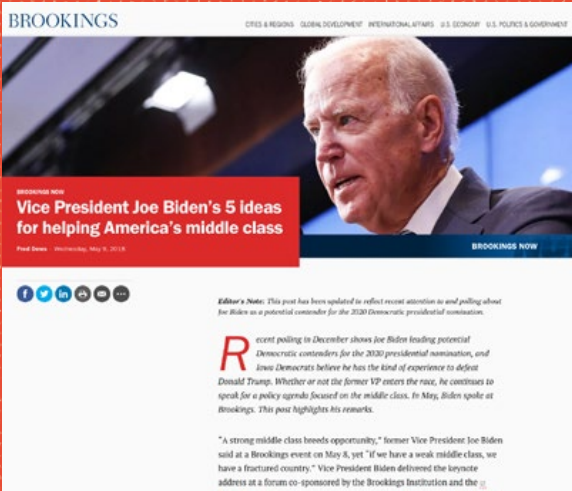 BROOKINGS
CITIES & REGIONS GLOBAL DEVELOPMENT INTERNATIONAL AFFAIRS U.S. ECONOMY U.S. POLITICS & GOVERNMENT
BROOKINGS NOW
Vice President Joe Biden's 5 ideas
for helping America's middle class
Fred Dews Wednesday, May 9, 2018
BROOKINGS NOW
Editor's Note: This post has been updated to reflect recent attention to and polling about
Joe Biden as a potential contender for the 2020 Democratic presidential nomination.
Recent polling in December shows Joe Biden leading potential
Democratic contenders for the 2020 presidential nomination, and
Iowa Democrats believe he has the kind of experience to defeat
Donald Trump. Whether or not the former VP enters the race, he continues to
speak for a policy agenda focused on the middle class. In May, Biden spoke at
Brookings. This post highlights his remarks.
"A strong middle class breeds opportunity," former Vice President Joe Biden
said at a Brookings event on May 8, yet "if we have a weak middle class, we
have a fractured country." Vice President Biden delivered the keynote
address at a forum co-sponsored by the Brookings Institution and the